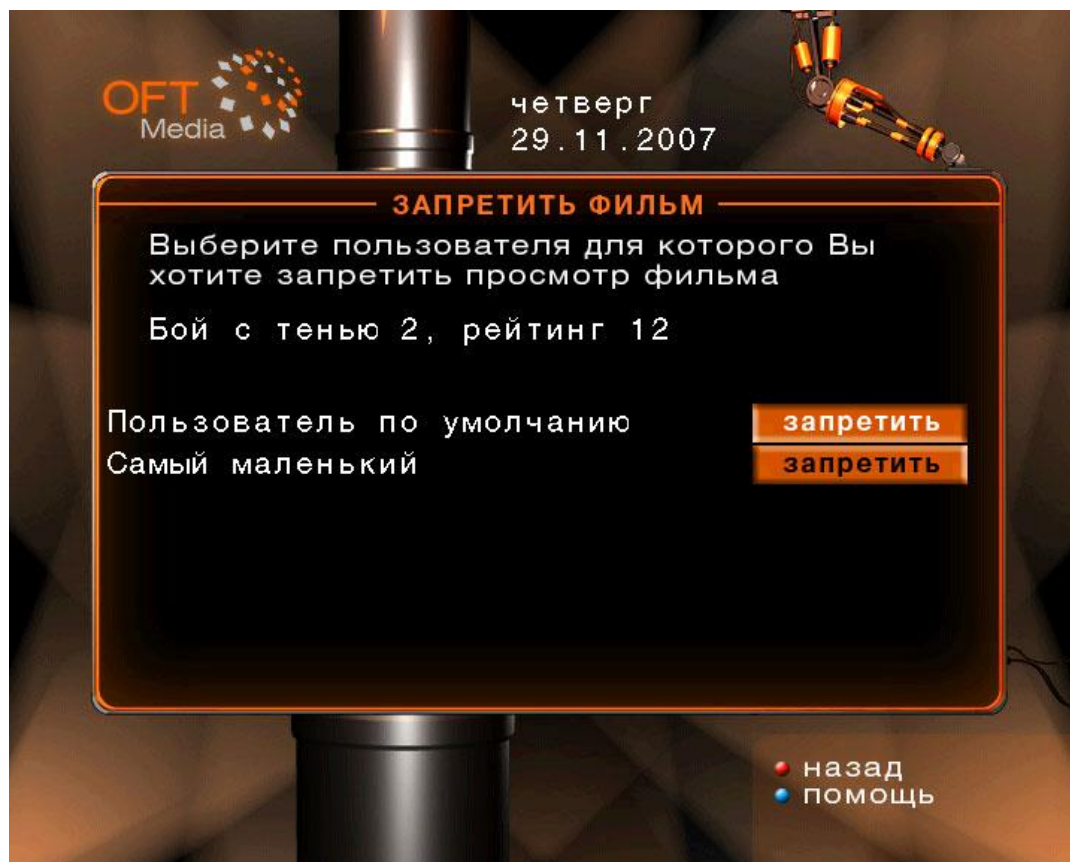 OFT
Media
четверг
29.11.2007
ЗАПРЕТИТЬ ФИЛЬМ
Выберите пользователя для которого Вы
хотите запретить просмотр фильма
Бой с тенью 2, рейтинг 12
Пользователь по умолчанию запретить
Самый маленький запретить
назад
помощь